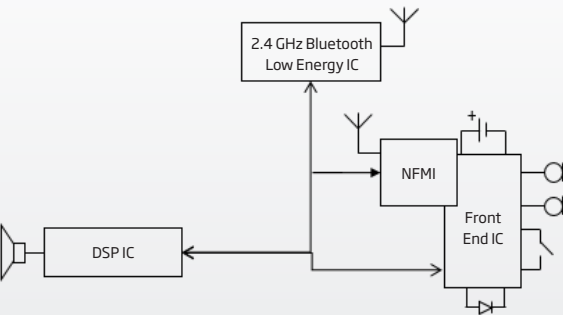 2.4 GHz Bluetooth
Low Energy IC
+
NFMI
Front
End IC
DSP IC